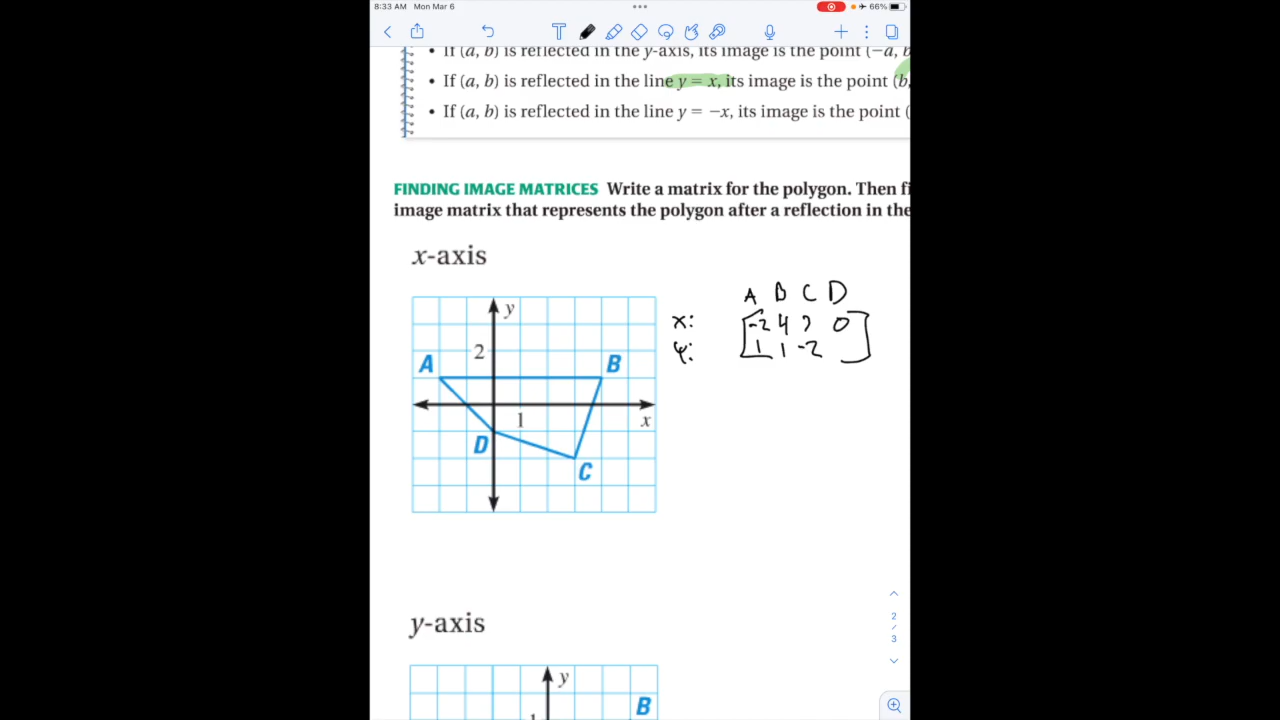 8:33 AM Mon Mar 6
66%
• If (a, b) is reflected in the y-axis, its image is the point (−a, b
• If (a, b) is reflected in the line y = x, its image is the point (b,
• If (a, b) is reflected in the line y = −x, its image is the point (
FINDING IMAGE MATRICES Write a matrix for the polygon. Then fi
image matrix that represents the polygon after a reflection in the
x-axis
A B C D
x: -2 4 0
y: 1 1 -2
y
2
A
B
1
x
D
C
2
/
3
y-axis
y
B
1